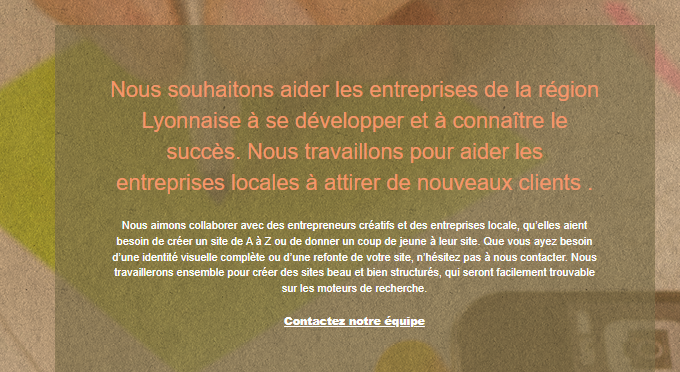 Nous souhaitons aider les entreprises de la région
Lyonnaise à se développer et à connaître le
succès. Nous travaillons pour aider les
entreprises locales à attirer de nouveaux clients .
Nous aimons collaborer avec des entrepreneurs créatifs et des entreprises locale, qu'elles aient
besoin de créer un site de A à Z ou de donner un coup de jeune à leur site. Que vous ayez besoin
d'une identité visuelle complète ou d'une refonte de votre site, n'hésitez pas à nous contacter. Nous
travaillerons ensemble pour créer des sites beau et bien structurés, qui seront facilement trouvable
sur les moteurs de recherche.
Contactez notre équipe